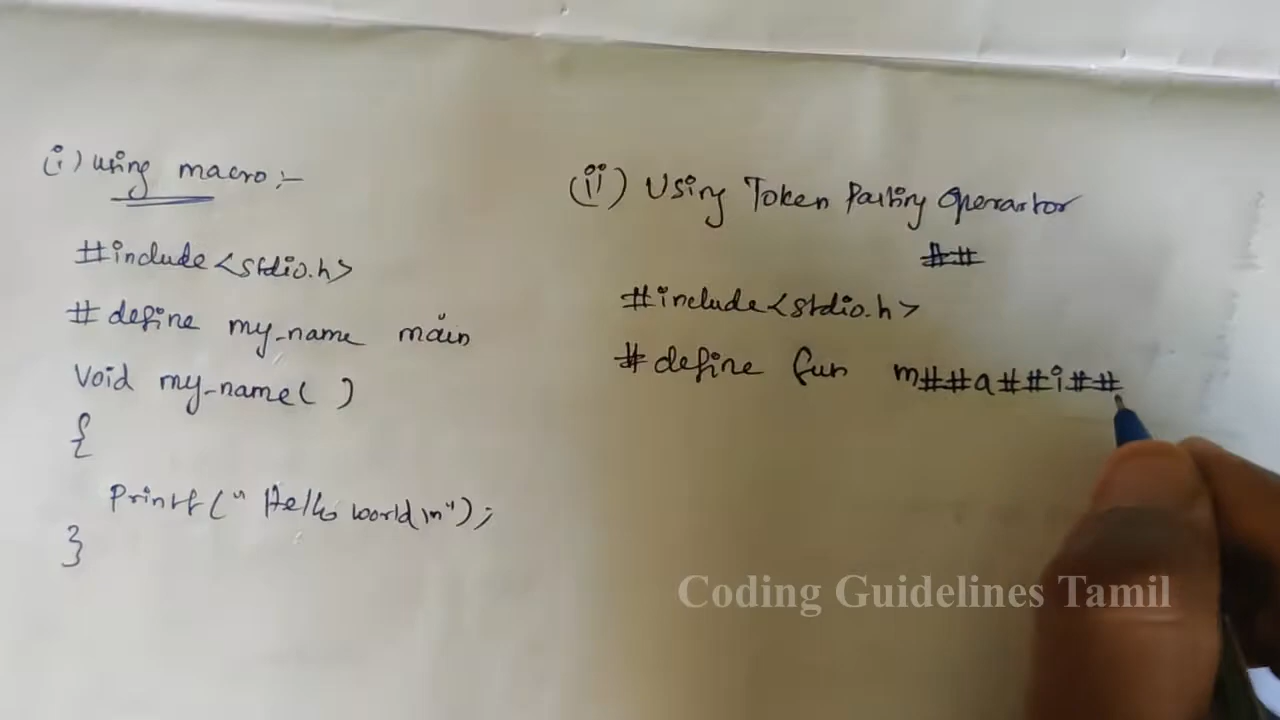 (i) using macro:-
#include<stdio.h>
# define my_name main
Void my_name( )
{
Printf(" Hello world \n");
}
(ii) Using Token Pasting Operartor
##
#include<stdio.h>
# define fun m##a##i##
Coding Guidelines Tamil